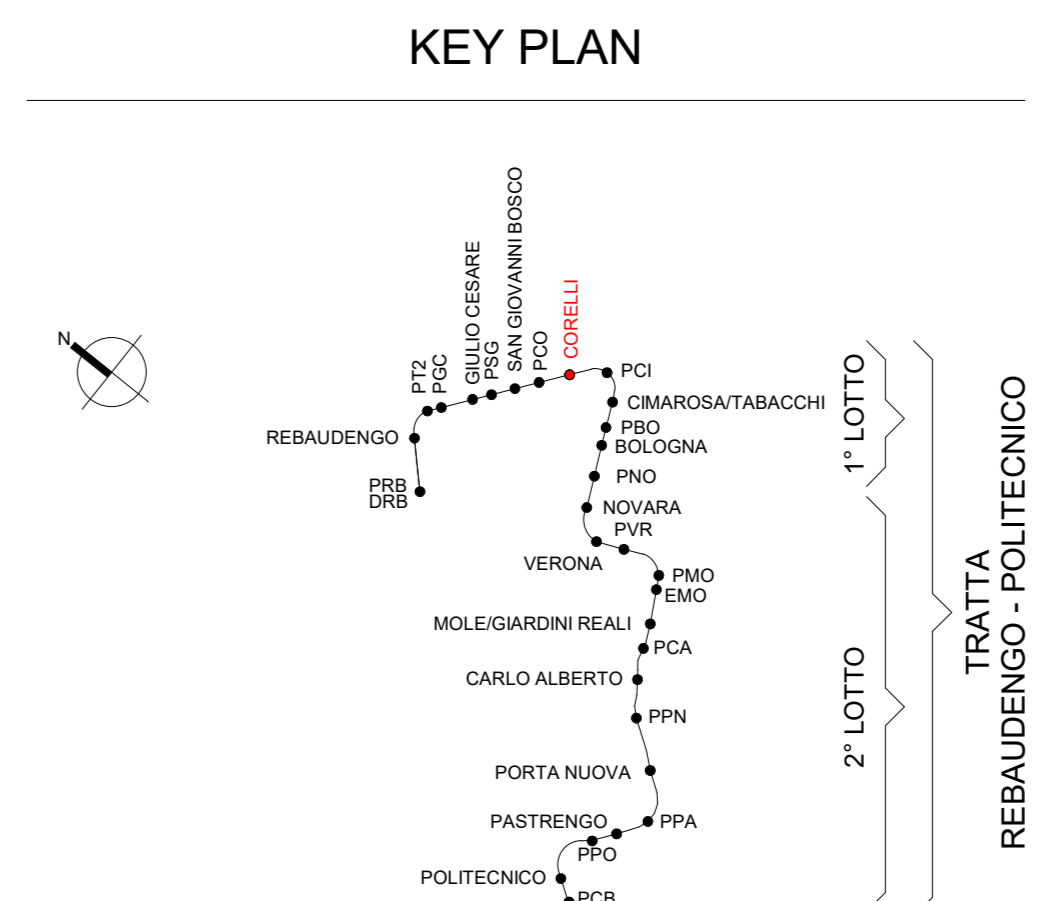 KEY PLAN
N
PT2
PGC
GIULIO CESARE
PSG
SAN GIOVANNI BOSCO
PCO
CORELLI
PCI
CIMAROSA/TABACCHI
PBO
BOLOGNA
REBAUDENGO
PNO
PRB
DRB
NOVARA
PVR
VERONA
PMO
EMO
MOLE/GIARDINI REALI
PCA
CARLO ALBERTO
PPN
PORTA NUOVA
PASTRENGO
PPA
PPO
POLITECNICO
PCB
1° LOTTO
2° LOTTO
TRATTA
REBAUDENGO - POLITECNICO